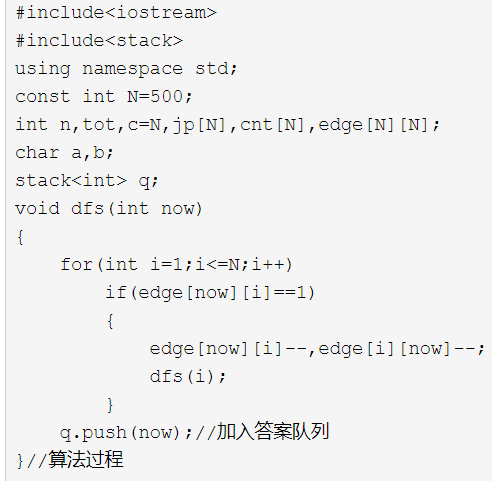 #include<iostream>
#include<stack>
using namespace std;
const int N=500;
int n,tot,c=N,jp[N],cnt[N],edge[N][N];
char a,b;
stack<int> q;
void dfs(int now)
{
    for(int i=1;i<=N;i++)
        if(edge[now][i]==1)
        {
            edge[now][i]--,edge[i][now]--;
            dfs(i);
        }
    q.push(now);//加入答案队列
}//算法过程